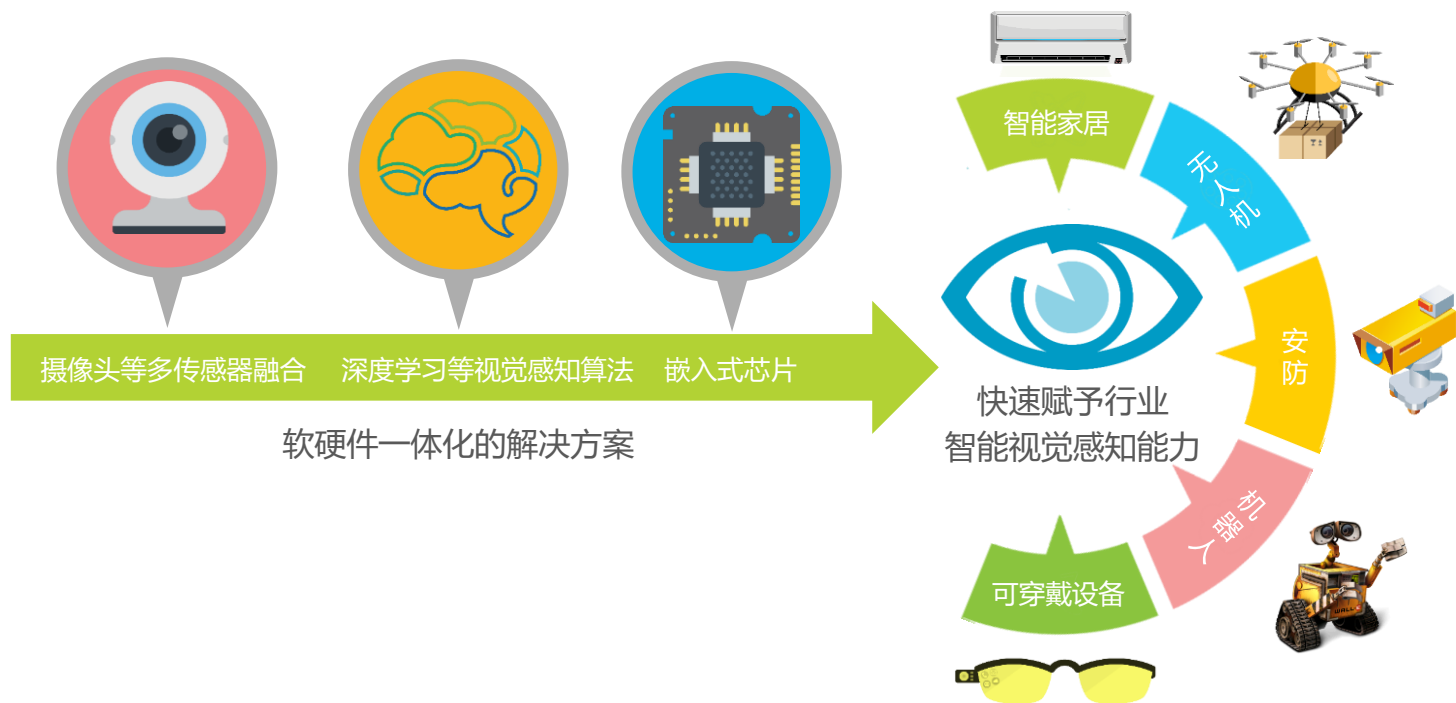 摄像头等多传感器融合
深度学习等视觉感知算法
嵌入式芯片
软硬件一体化的解决方案
快速赋予行业
智能视觉感知能力
智能家居
无人机
安防
机器人
可穿戴设备
WALL